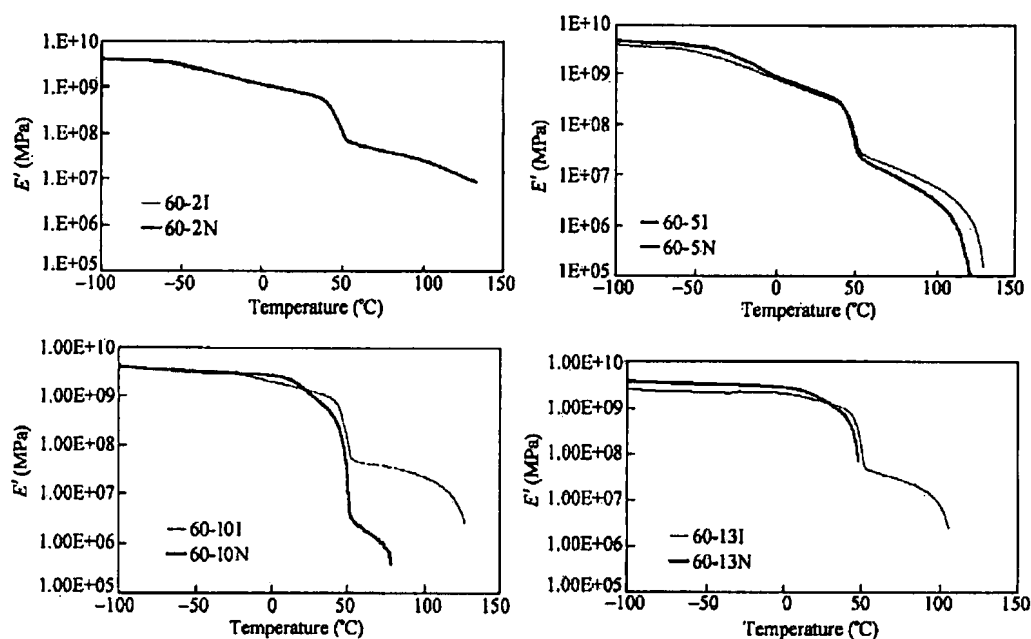 1.E+10
1.E+09
1.E+08
1.E+07
1.E+06
1.E+05
E' (MPa)
60-2I
60-2N
-100 -50 0 50 100 150
Temperature (°C)
1E+10
1E+09
1E+08
1E+07
1E+06
1E+05
E' (MPa)
60-5I
60-5N
-100 -50 0 50 100 150
Temperature (°C)
1.00E+10
1.00E+09
1.00E+08
1.00E+07
1.00E+06
1.00E+05
E' (MPa)
60-10I
60-10N
-100 -50 0 50 100 150
Temperature (°C)
1.00E+10
1.00E+09
1.00E+08
1.00E+07
1.00E+06
1.00E+05
E' (MPa)
60-13I
60-13N
-100 -50 0 50 100 150
Temperature (°C)